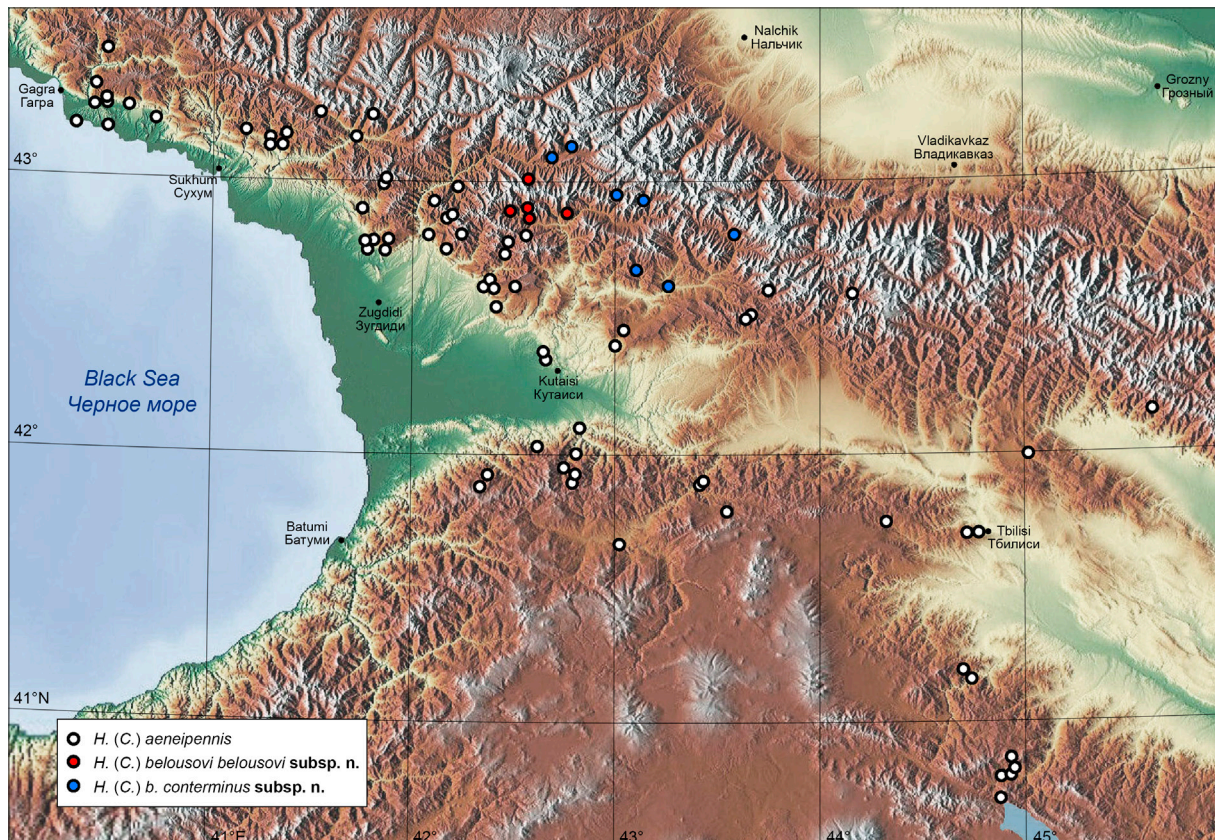 Nalchik
Нальчик
Grozny
Грозный
Gagra
Гагра
Vladikavkaz
Владикавказ
43°
Sukhum
Сухум
Zugdidi
Зугдиди
Black Sea
Черное море
Kutaisi
Кутаиси
42°
Batumi
Батуми
Tbilisi
Тбилиси
41°N
H. (C.) aeneipennis
H. (C.) belousovi belousovi subsp. n.
H. (C.) b. conterminus subsp. n.
41°E
42°
43°
44°
45°